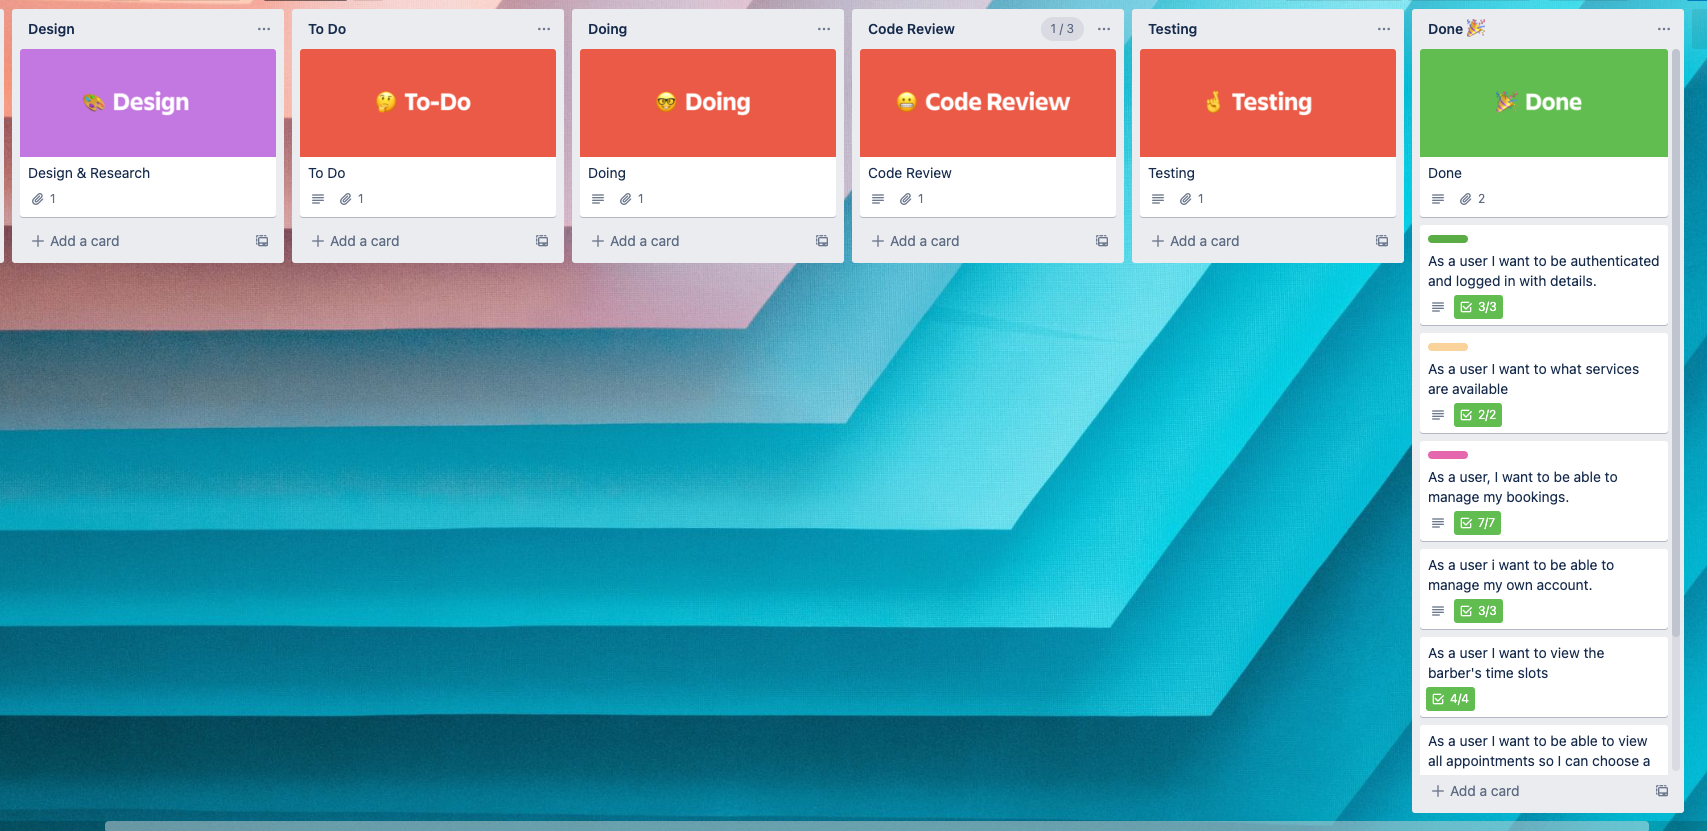 Design
Design
Design & Research
1
Add a card
To Do
To-Do
To Do
1
Add a card
Doing
Doing
Doing
1
Add a card
Code Review
1 / 3
Code Review
Code Review
1
Add a card
Testing
Testing
Testing
1
Add a card
Done
Done
Done
2
As a user I want to be authenticated
and logged in with details.
3/3
As a user I want to what services
are available
2/2
As a user, I want to be able to
manage my bookings.
7/7
As a user i want to be able to
manage my own account.
3/3
As a user I want to view the
barber's time slots
4/4
As a user I want to be able to view
all appointments so I can choose a
Add a card